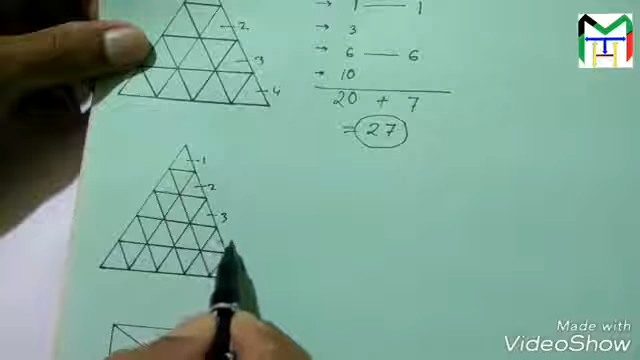 → 1 — 1
2
→ 3
→ 6 — 6
3
→ 10
4
20 + 7
= 27
1
2
3
Made With
VideoShow